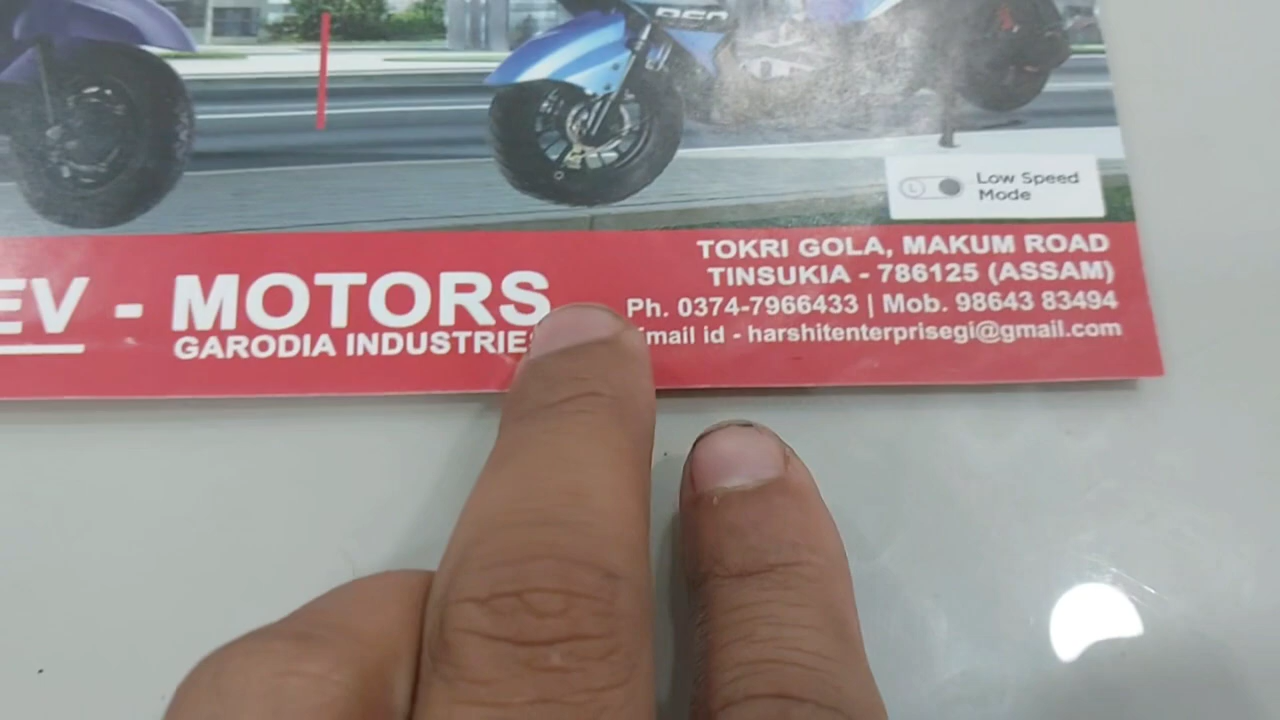 Low Speed
Mode
EV - MOTORS
GARODIA INDUSTRIES
TOKRI GOLA, MAKUM ROAD
TINSUKIA - 786125 (ASSAM)
Ph. 0374-7966433 | Mob. 98643 83494
Email id - harshitenterprisegi@gmail.com